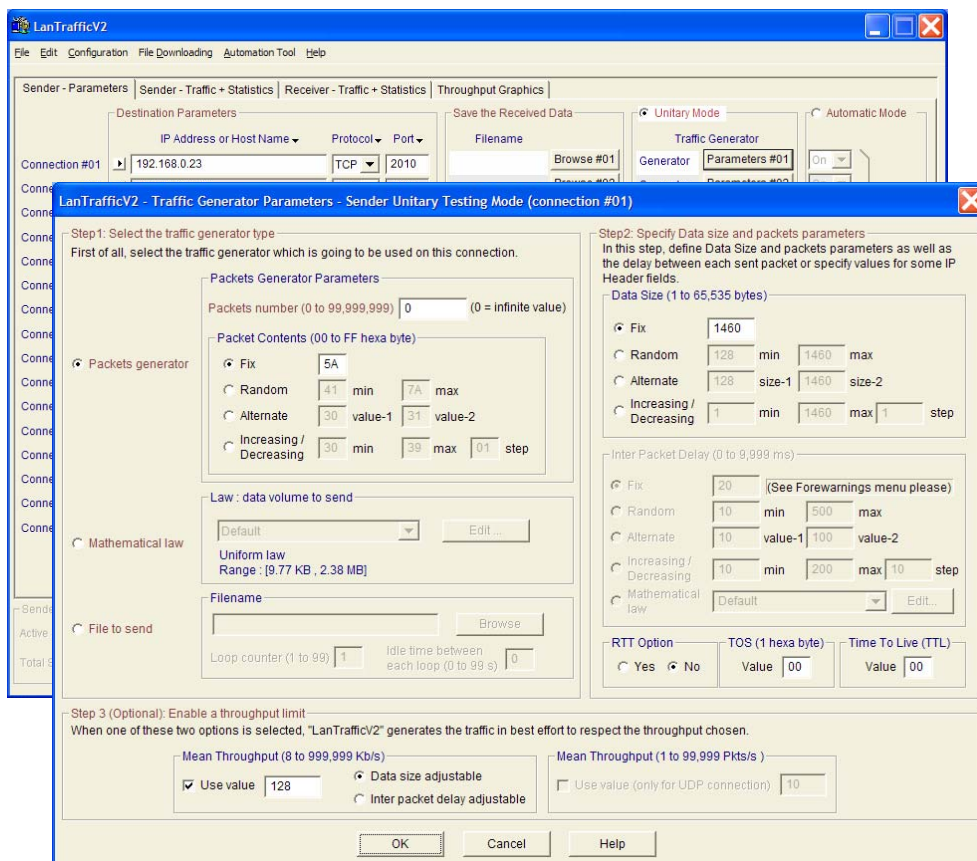 LanTrafficV2
File Edit Configuration File Downloading Automation Tool Help
Sender - Parameters Sender - Traffic + Statistics Receiver - Traffic + Statistics Throughput Graphics
Destination Parameters Save the Received Data Unitary Mode Automatic Mode
IP Address or Host Name Protocol Port Filename Traffic Generator
Connection #01 192.168.0.23 TCP 2010 Browse #01 Generator Parameters #01 On
LanTrafficV2 - Traffic Generator Parameters - Sender Unitary Testing Mode (connection #01)
Step1: Select the traffic generator type
First of all, select the traffic generator which is going to be used on this connection.
Packets generator
Packets Generator Parameters
Packets number (0 to 99,999,999) 0 (0 = infinite value)
Packet Contents (00 to FF hexa byte)
Fix 5A
Random 41 min 7A max
Alternate 30 value-1 31 value-2
Increasing /
Decreasing 30 min 39 max 01 step
Mathematical law
Law : data volume to send
Default Edit ...
Uniform law
Range : [9.77 KB , 2.38 MB]
File to send
Filename
Browse
Loop counter (1 to 99) 1 Idle time between
each loop (0 to 99 s) 0
Step2: Specify Data size and packets parameters
In this step, define Data Size and packets parameters as well as
the delay between each sent packet or specify values for some IP
Header fields.
Data Size (1 to 65,535 bytes)
Fix 1460
Random 128 min 1460 max
Alternate 128 size-1 1460 size-2
Increasing /
Decreasing 1 min 1460 max 1 step
Inter Packet Delay (0 to 9,999 ms)
Fix 20 (See Forewarnings menu please)
Random 10 min 500 max
Alternate 10 value-1 100 value-2
Increasing /
Decreasing 10 min 200 max 10 step
Mathematical
law Default Edit...
RTT Option TOS (1 hexa byte) Time To Live (TTL)
Yes No Value 00 Value 00
Step 3 (Optional): Enable a throughput limit
When one of these two options is selected, "LanTrafficV2" generates the traffic in best effort to respect the throughput chosen.
Mean Throughput (8 to 999,999 Kb/s)
Use value 128 Data size adjustable
Inter packet delay adjustable
Mean Throughput (1 to 99,999 Pkts/s )
Use value (only for UDP connection) 10
OK Cancel Help